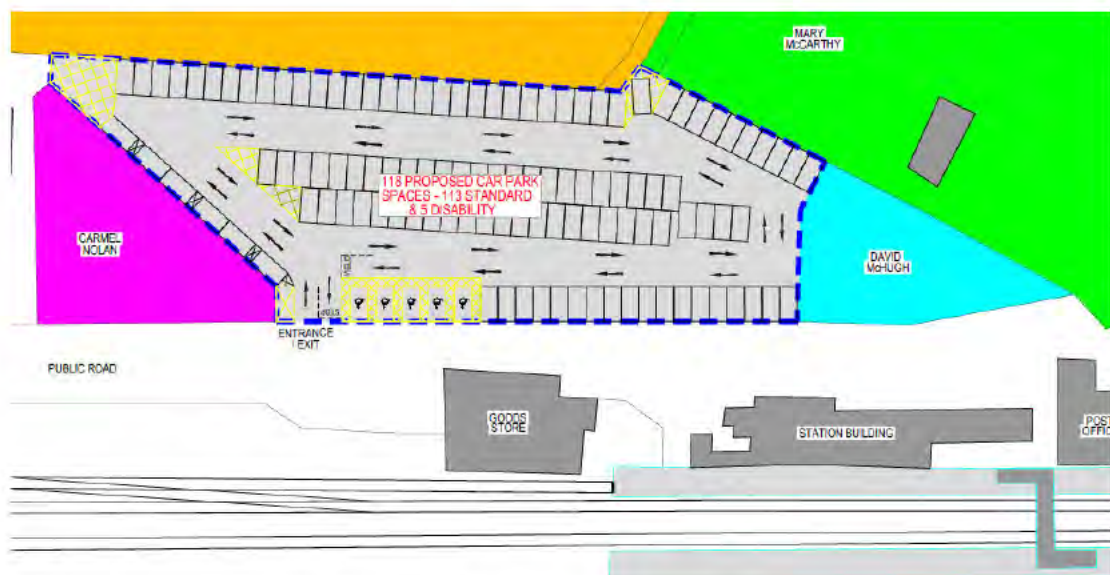 MARY
McCARTHY
118 PROPOSED CAR PARK
SPACES - 113 STANDARD
& 5 DISABILITY
CARMEL
NOLAN
DAVID
McHUGH
STOP
ENTRANCE
/ EXIT
PUBLIC ROAD
GOODS
STORE
STATION BUILDING
POST
OFFIC